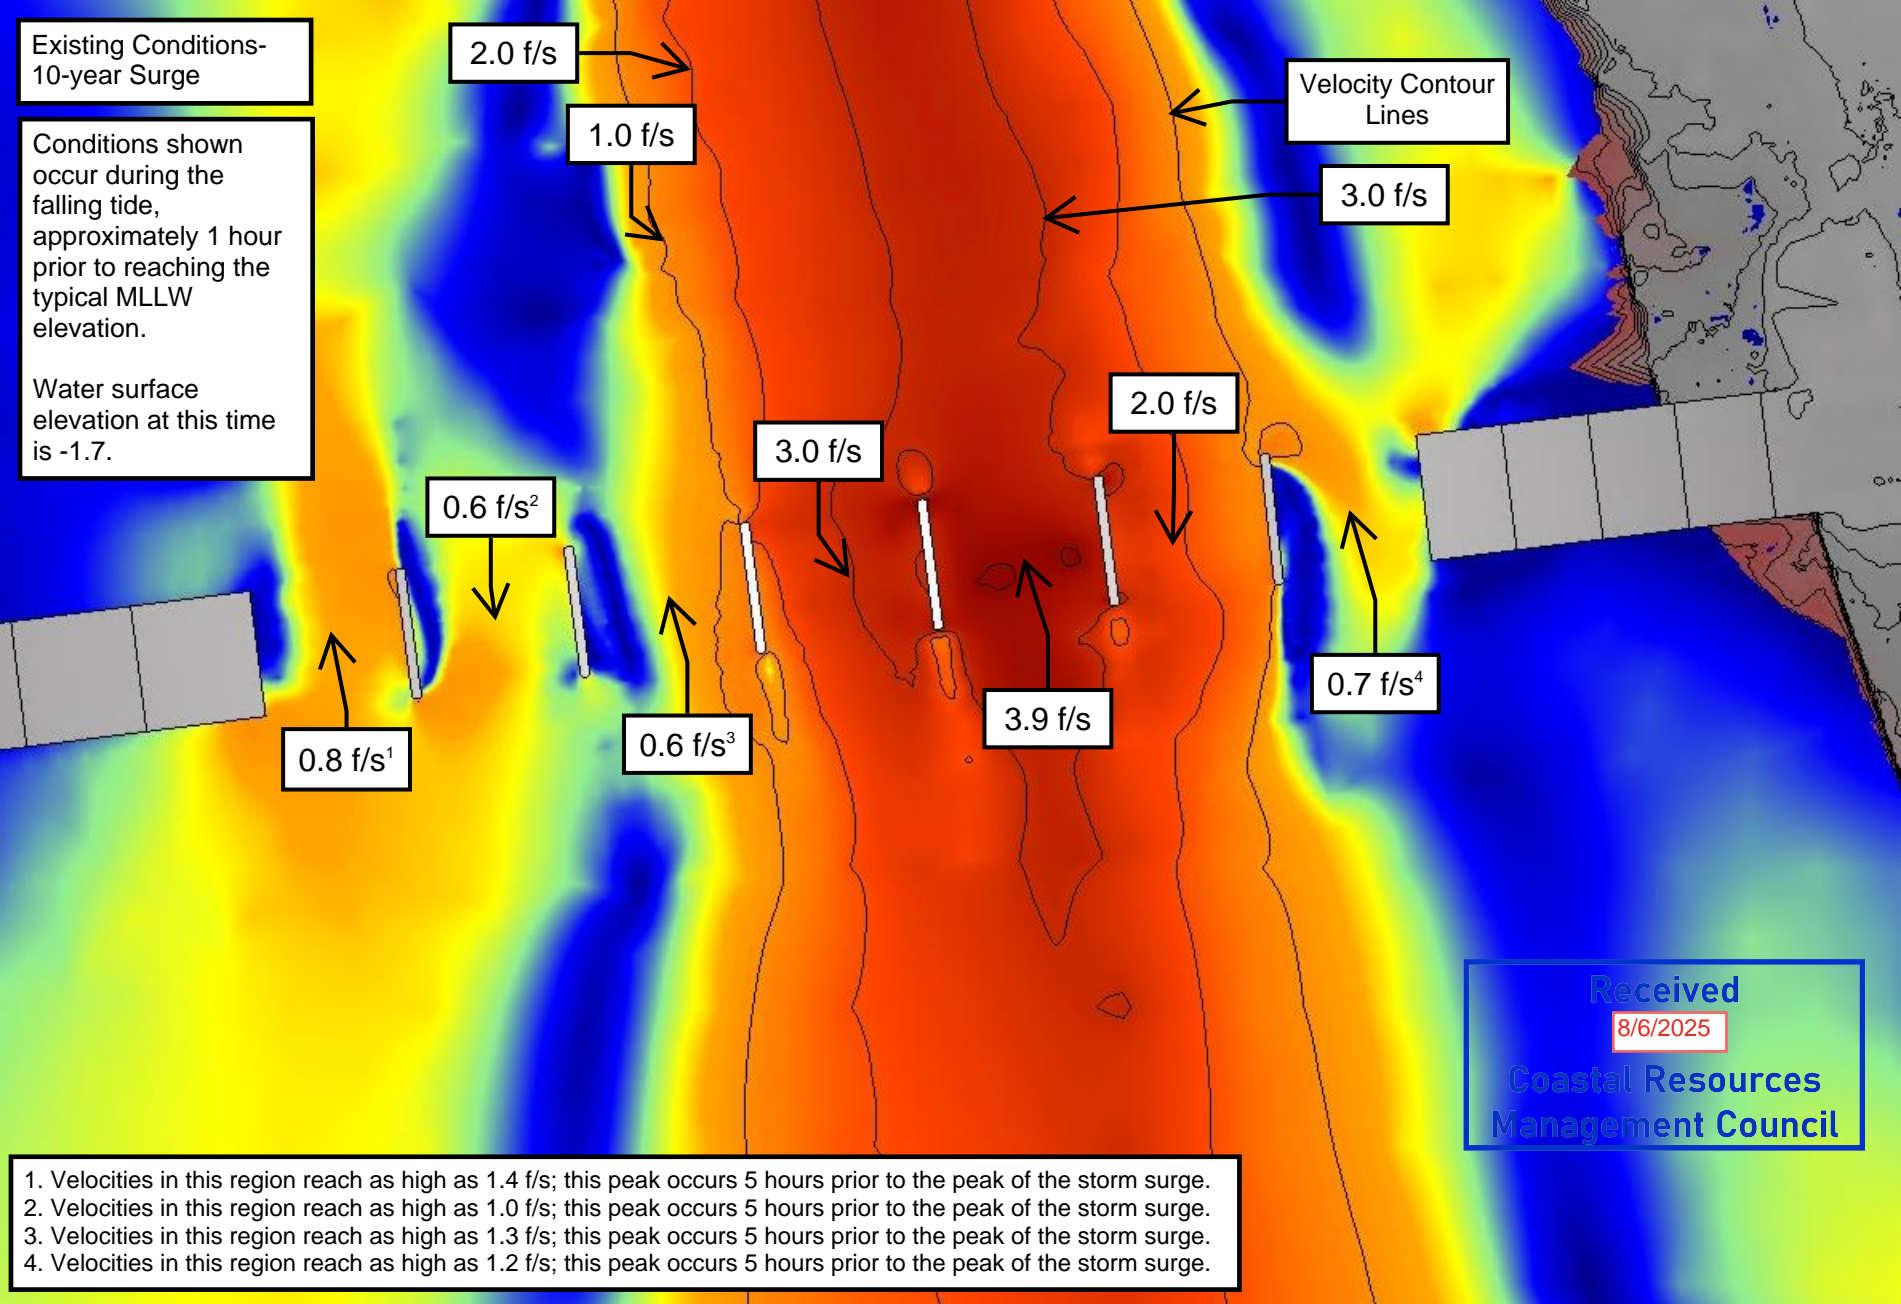 Existing Conditions-
10-year Surge
Conditions shown
occur during the
falling tide,
approximately 1 hour
prior to reaching the
typical MLLW
elevation.
Water surface
elevation at this time
is -1.7.
2.0 f/s
1.0 f/s
Velocity Contour
Lines
3.0 f/s
2.0 f/s
3.0 f/s
0.6 f/s²
0.8 f/s¹
0.6 f/s³
3.9 f/s
0.7 f/s⁴
Received
8/6/2025
Coastal Resources
Management Council
1. Velocities in this region reach as high as 1.4 f/s; this peak occurs 5 hours prior to the peak of the storm surge.
2. Velocities in this region reach as high as 1.0 f/s; this peak occurs 5 hours prior to the peak of the storm surge.
3. Velocities in this region reach as high as 1.3 f/s; this peak occurs 5 hours prior to the peak of the storm surge.
4. Velocities in this region reach as high as 1.2 f/s; this peak occurs 5 hours prior to the peak of the storm surge.